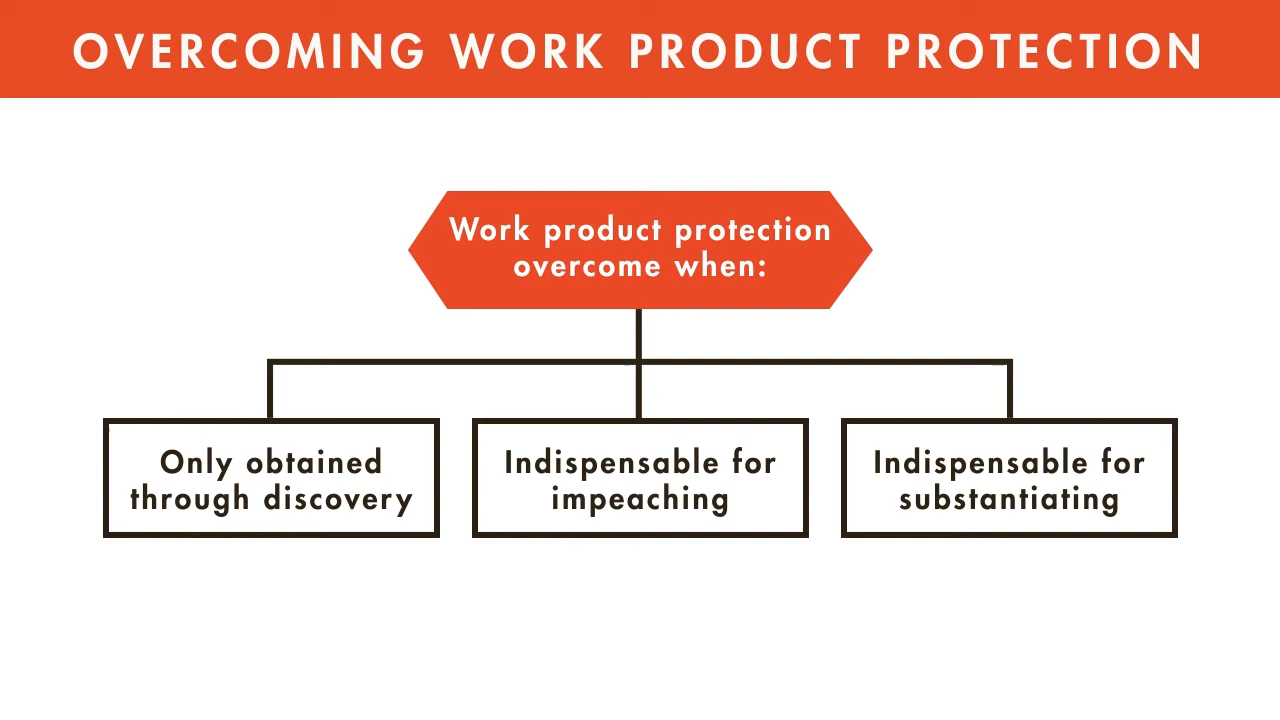 OVERCOMING WORK PRODUCT PROTECTION
Work product protection
overcome when:
Only obtained
through discovery
Indispensable for
impeaching
Indispensable for
substantiating